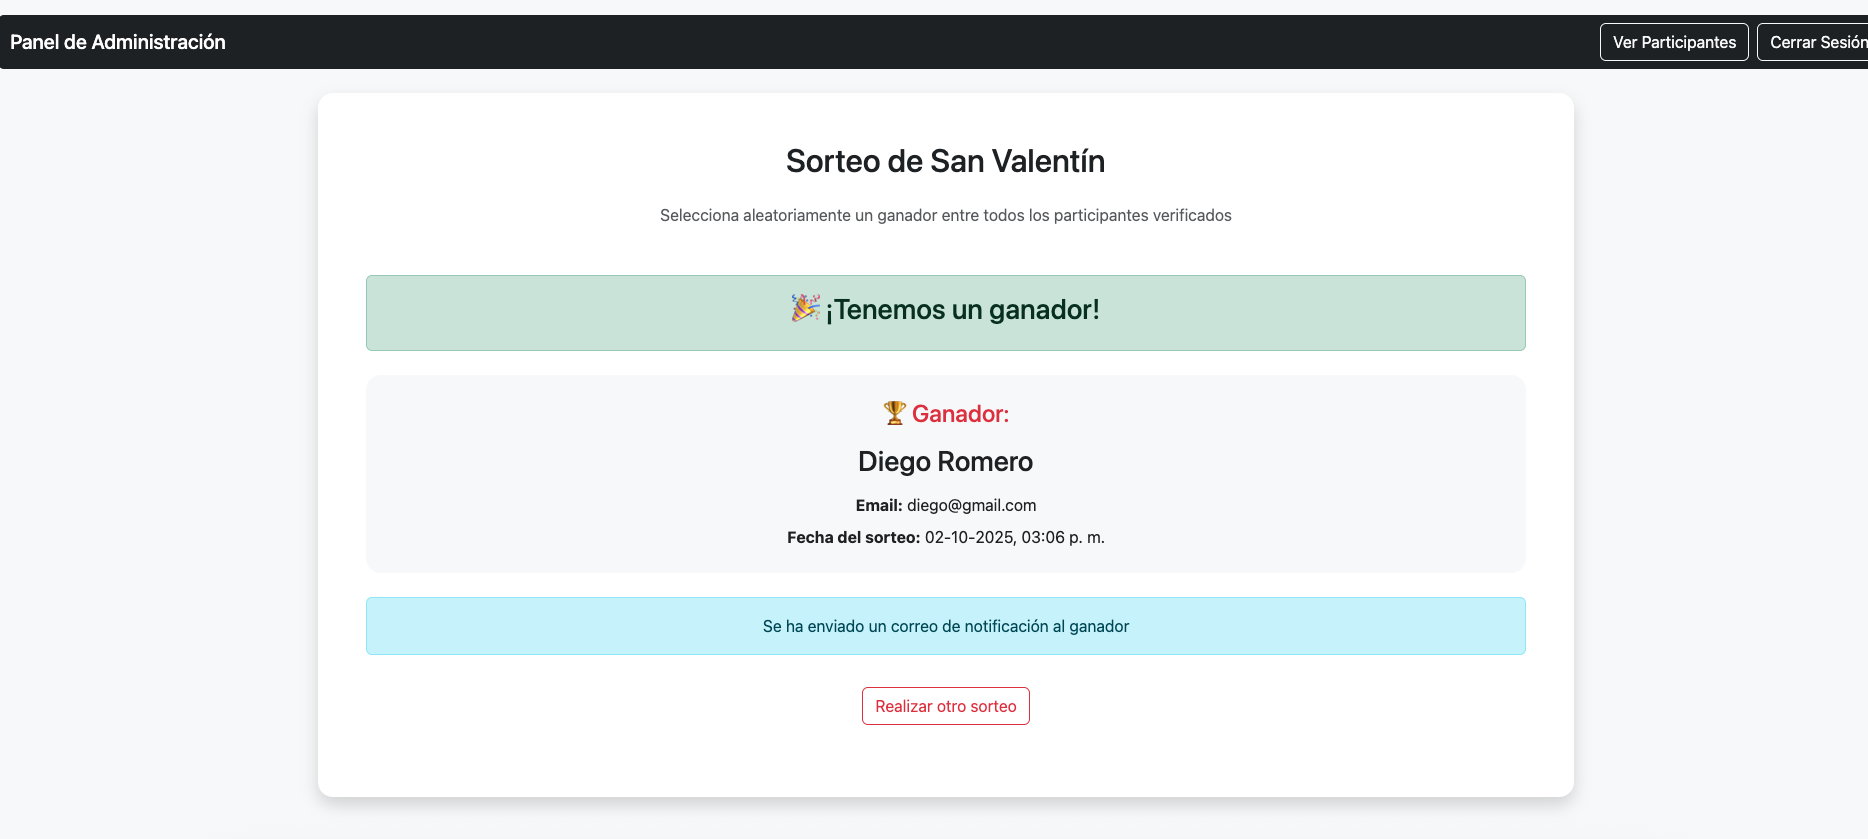 Panel de Administración
Ver Participantes
Cerrar Sesión
Sorteo de San Valentín
Selecciona aleatoriamente un ganador entre todos los participantes verificados
🎉 ¡Tenemos un ganador!
🏆 Ganador:
Diego Romero
Email: diego@gmail.com
Fecha del sorteo: 02-10-2025, 03:06 p. m.
Se ha enviado un correo de notificación al ganador
Realizar otro sorteo